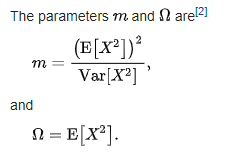 The parameters m and Ω are[2]
m = (E[X²])² / Var[X²],
and
Ω = E[X²].